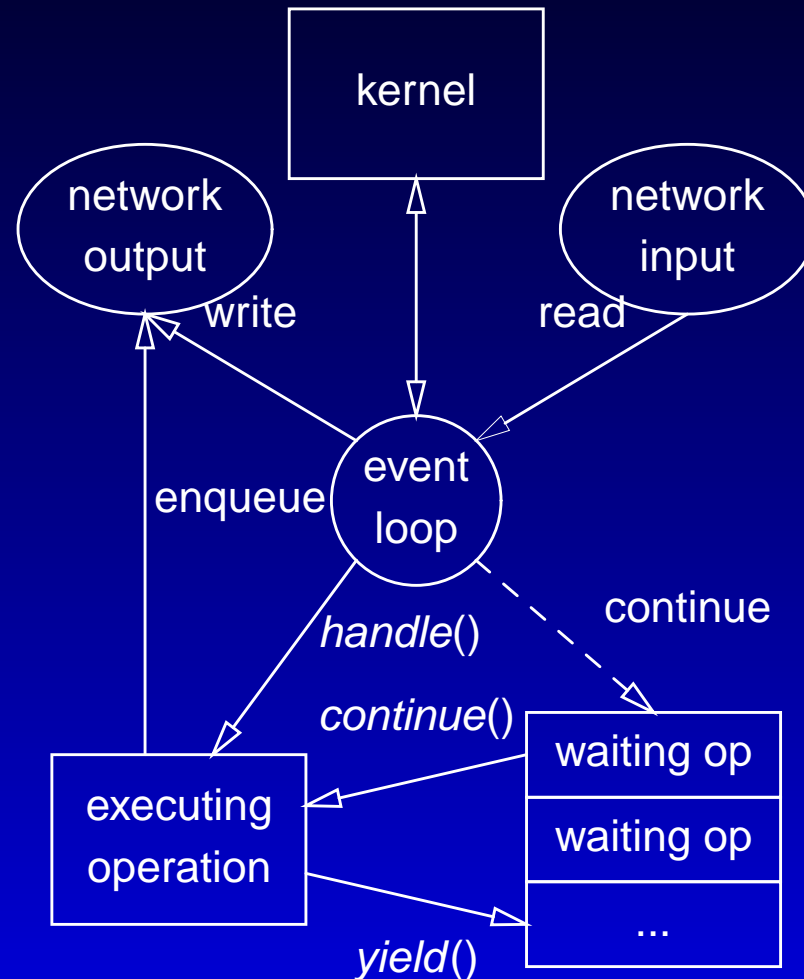 kernel
network
output
network
input
write
read
event
loop
enqueue
continue
handle()
continue()
waiting op
executing
operation
waiting op
...
yield()